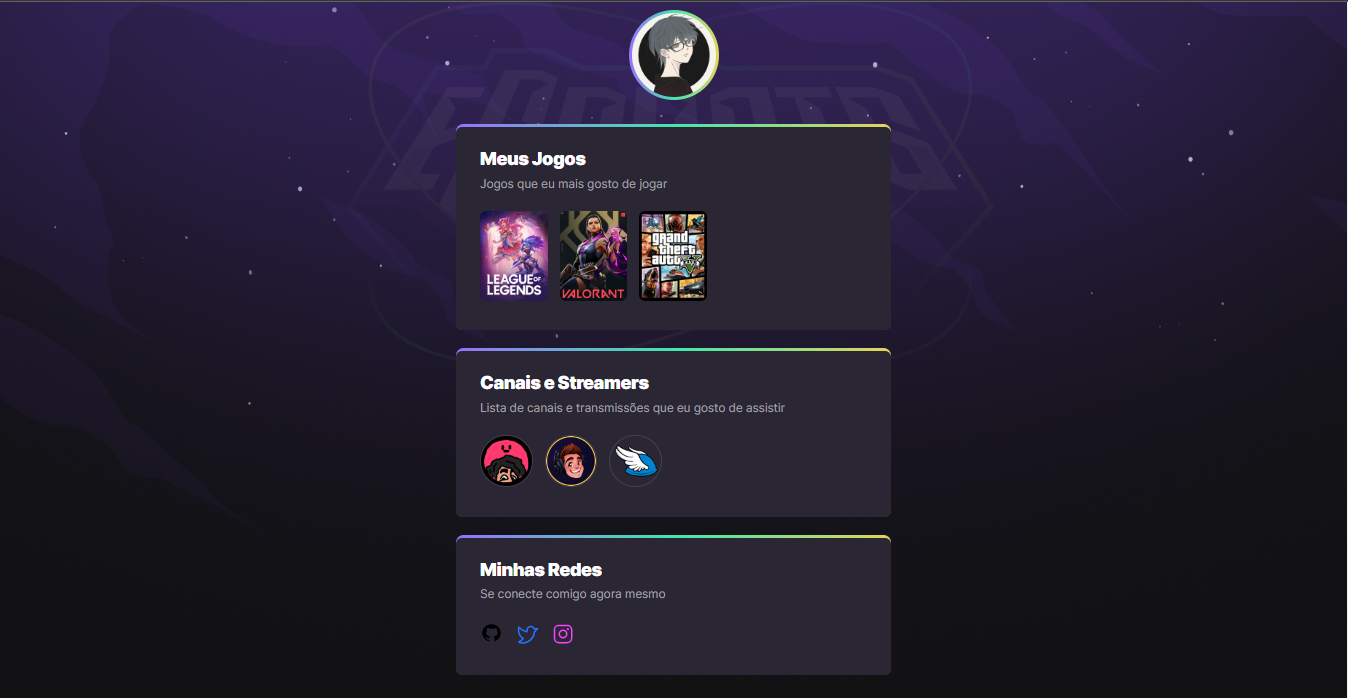 Meus Jogos
Jogos que eu mais gosto de jogar
LEAGUE OF
LEGENDS
VALORANT
grand
theft
auto V
Canais e Streamers
Lista de canais e transmissões que eu gosto de assistir
Minhas Redes
Se conecte comigo agora mesmo